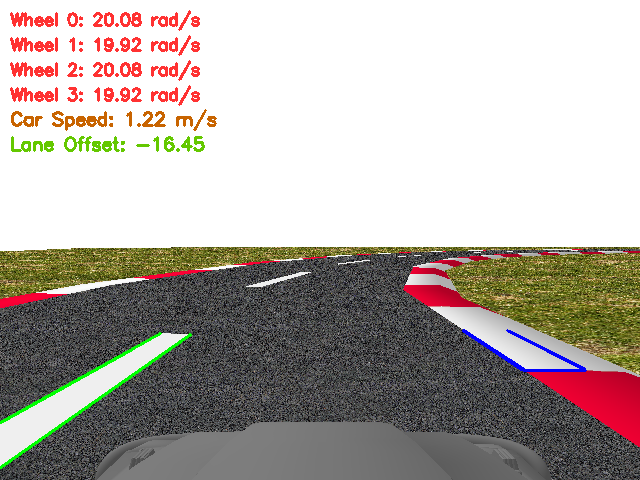 Wheel 0: 20.08 rad/s
Wheel 1: 19.92 rad/s
Wheel 2: 20.08 rad/s
Wheel 3: 19.92 rad/s
Car Speed: 1.22 m/s
Lane Offset: -16.45